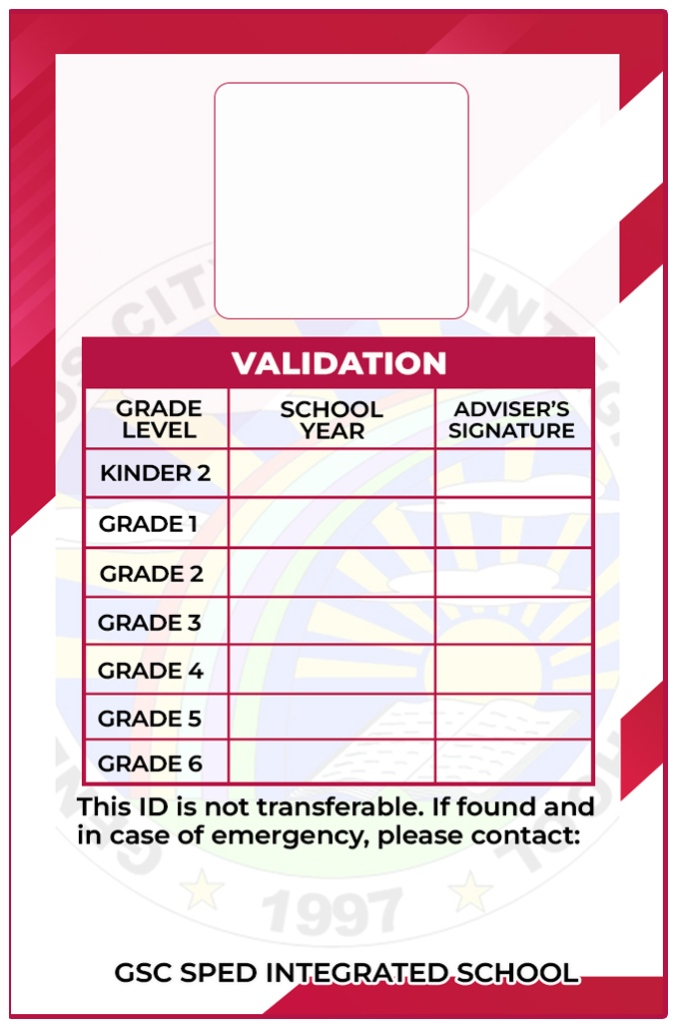 VALIDATION
GRADE LEVEL
SCHOOL YEAR
ADVISER’S SIGNATURE
KINDER 2
GRADE 1
GRADE 2
GRADE 3
GRADE 4
GRADE 5
GRADE 6
This ID is not transferable. If found and
in case of emergency, please contact:
1997
GSC SPED INTEGRATED SCHOOL